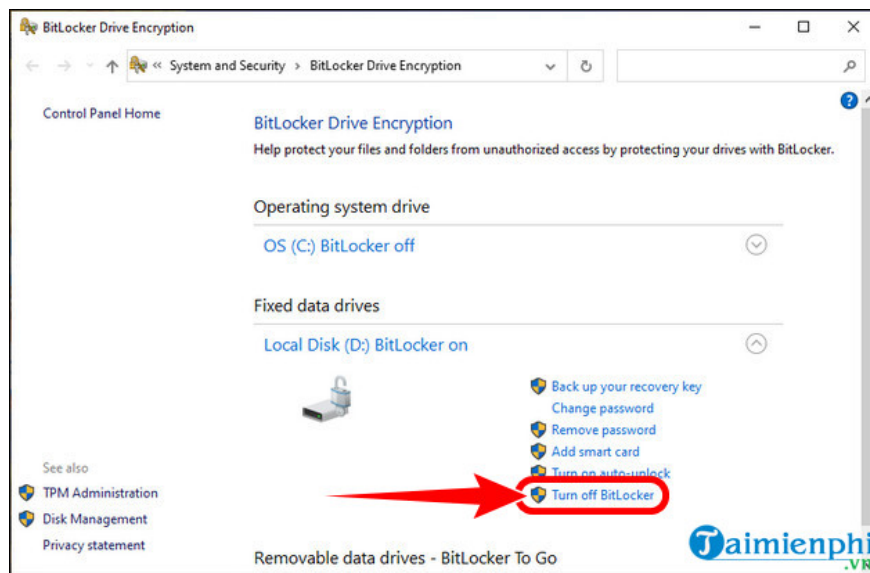 BitLocker Drive Encryption
« System and Security › BitLocker Drive Encryption
Control Panel Home
BitLocker Drive Encryption
Help protect your files and folders from unauthorized access by protecting your drives with BitLocker.
Operating system drive
OS (C:) BitLocker off
Fixed data drives
Local Disk (D:) BitLocker on
Back up your recovery key
Change password
Remove password
Add smart card
Turn on auto-unlock
Turn off BitLocker
See also
TPM Administration
Disk Management
Privacy statement
Removable data drives - BitLocker To Go
Taimienphi
.VN